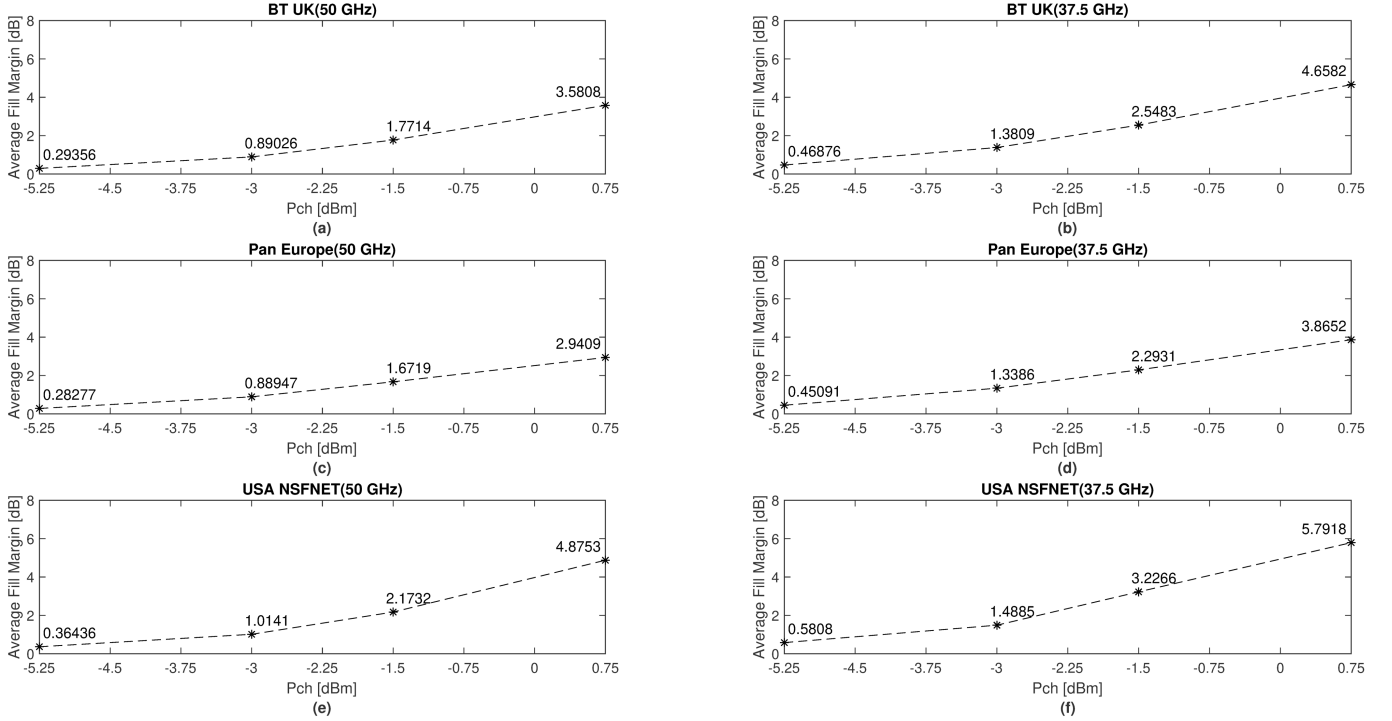 BT UK(50 GHz)
Average Fill Margin [dB]
8
6
4
2
0
0.29356
0.89026
1.7714
3.5808
-5.25 -4.5 -3.75 -3 -2.25 -1.5 -0.75 0 0.75
Pch [dBm]
(a)
BT UK(37.5 GHz)
Average Fill Margin [dB]
8
6
4
2
0
0.46876
1.3809
2.5483
4.6582
-5.25 -4.5 -3.75 -3 -2.25 -1.5 -0.75 0 0.75
Pch [dBm]
(b)
Pan Europe(50 GHz)
Average Fill Margin [dB]
8
6
4
2
0
0.28277
0.88947
1.6719
2.9409
-5.25 -4.5 -3.75 -3 -2.25 -1.5 -0.75 0 0.75
Pch [dBm]
(c)
Pan Europe(37.5 GHz)
Average Fill Margin [dB]
8
6
4
2
0
0.45091
1.3386
2.2931
3.8652
-5.25 -4.5 -3.75 -3 -2.25 -1.5 -0.75 0 0.75
Pch [dBm]
(d)
USA NSFNET(50 GHz)
Average Fill Margin [dB]
8
6
4
2
0
0.36436
1.0141
2.1732
4.8753
-5.25 -4.5 -3.75 -3 -2.25 -1.5 -0.75 0 0.75
Pch [dBm]
(e)
USA NSFNET(37.5 GHz)
Average Fill Margin [dB]
8
6
4
2
0
0.5808
1.4885
3.2266
5.7918
-5.25 -4.5 -3.75 -3 -2.25 -1.5 -0.75 0 0.75
Pch [dBm]
(f)